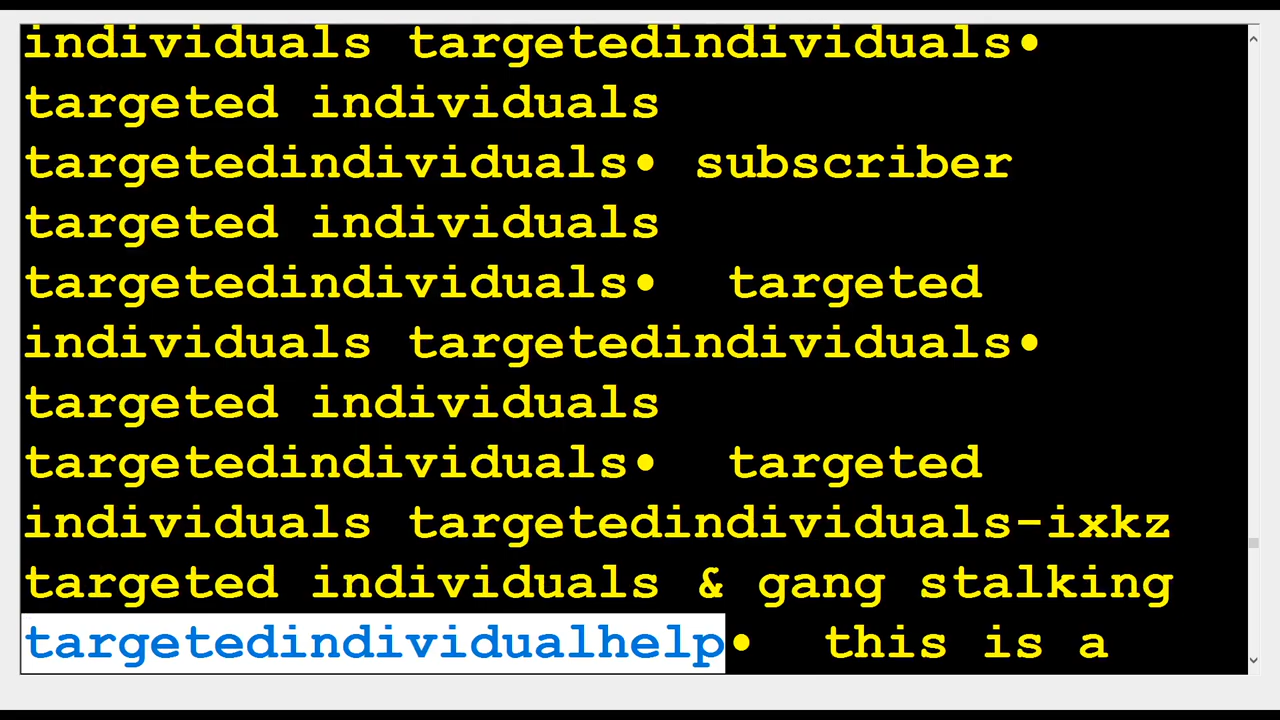 individuals targetedindividuals•
targeted individuals
targetedindividuals• subscriber
targeted individuals
targetedindividuals•  targeted
individuals targetedindividuals•
targeted individuals
targetedindividuals•  targeted
individuals targetedindividuals-ixkz
targeted individuals & gang stalking
targetedindividualhelp•  this is a